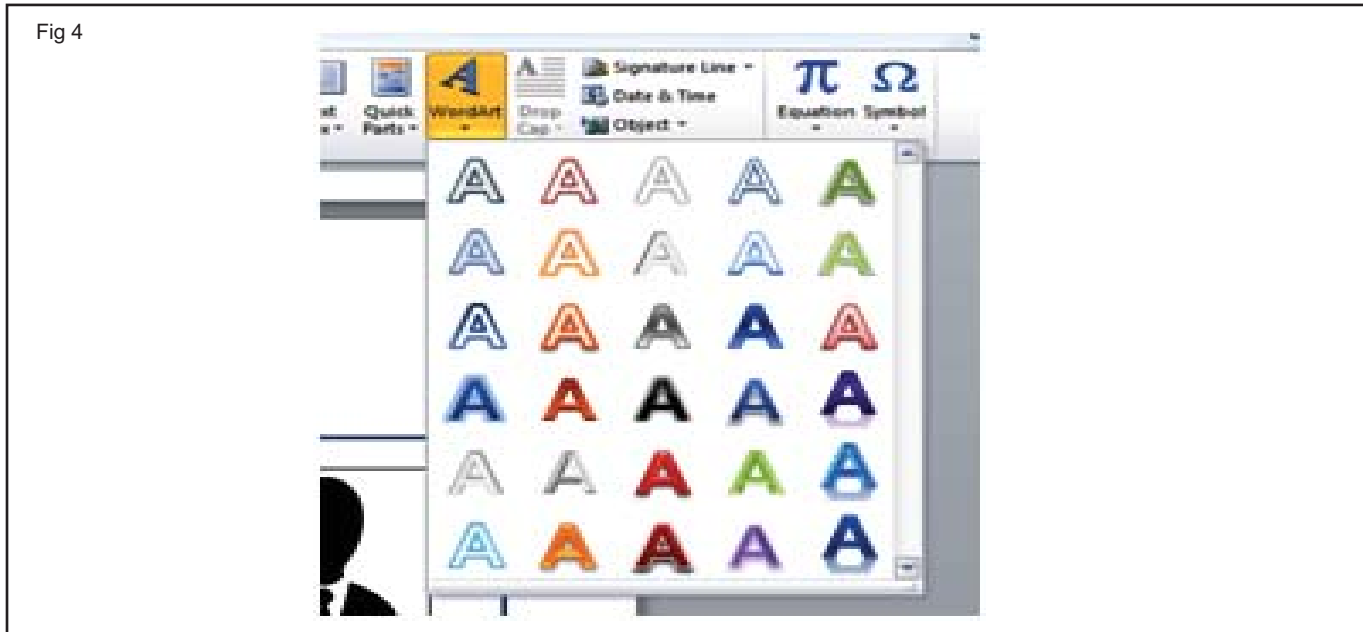 Fig 4
Signature Line
Quick Parts
WordArt
Drop Cap
Date & Time
Object
Equation
Symbol
A A A A A
A A A A A
A A A A A
A A A A A
A A A A A
A A A A A